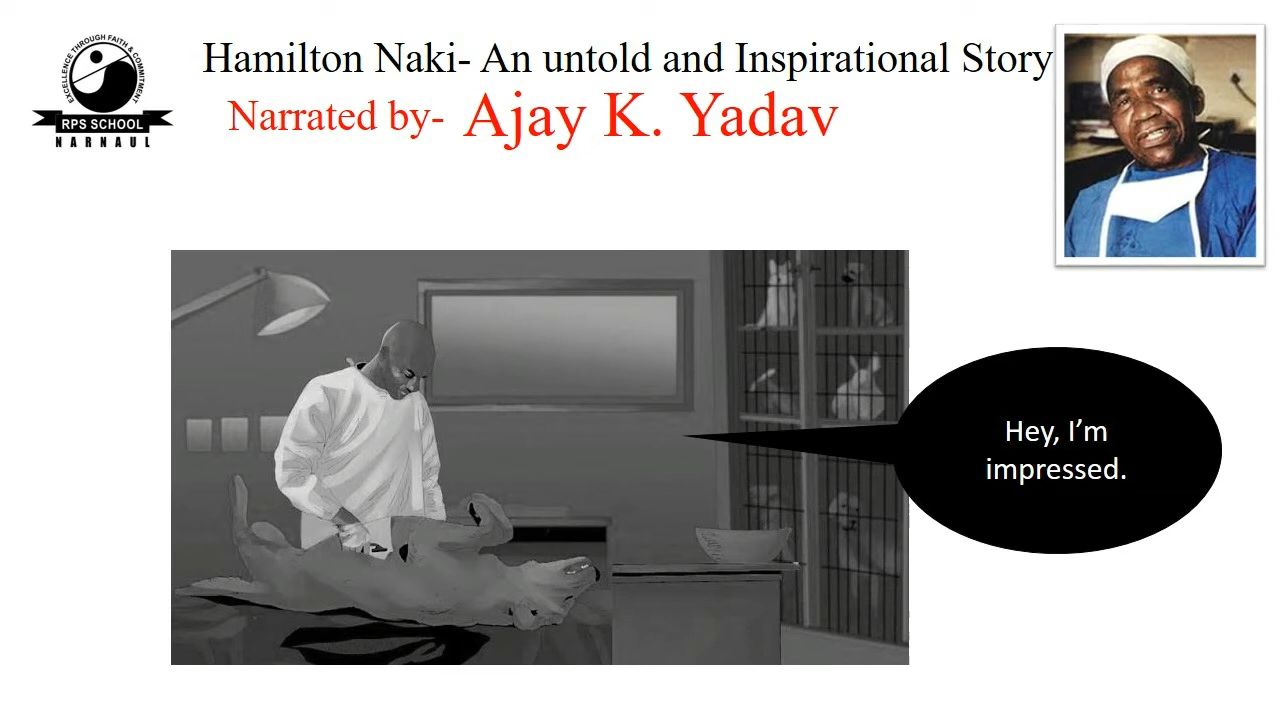 EXCELLENCE THROUGH FAITH & COMMITMENT
RPS SCHOOL
NARNAUL
Hamilton Naki- An untold and Inspirational Story
Narrated by- Ajay K. Yadav
Hey, I’m
impressed.